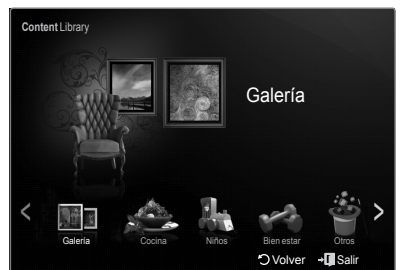 Content Library
Galería
Galería Cocina Niños Bien estar Otros
Volver Salir